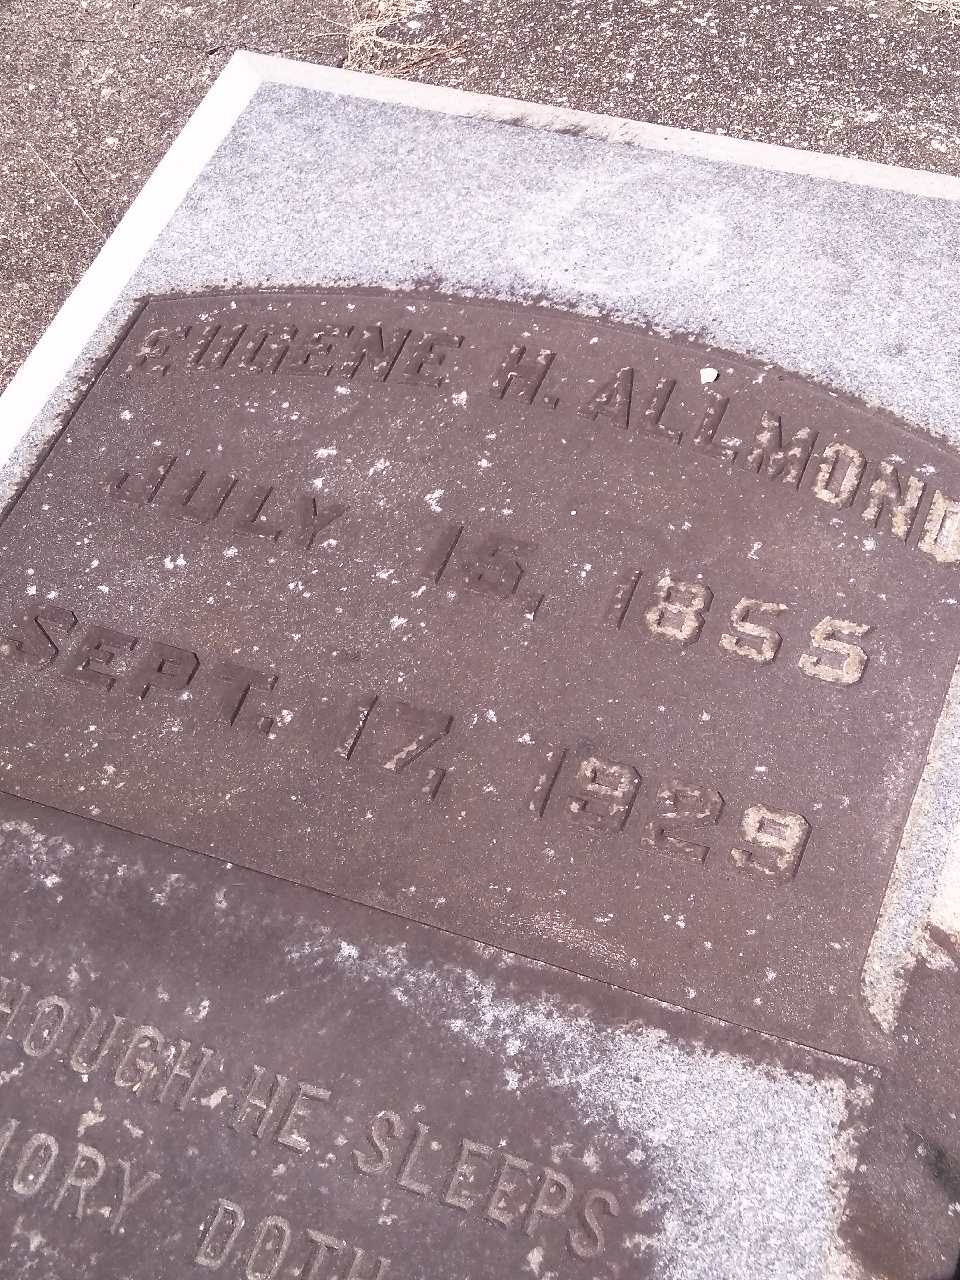 EUGENE H. ALLMOND
JULY 15, 1855
SEPT. 17, 1929
HOUGH HE SLEEPS
MORY DOTH